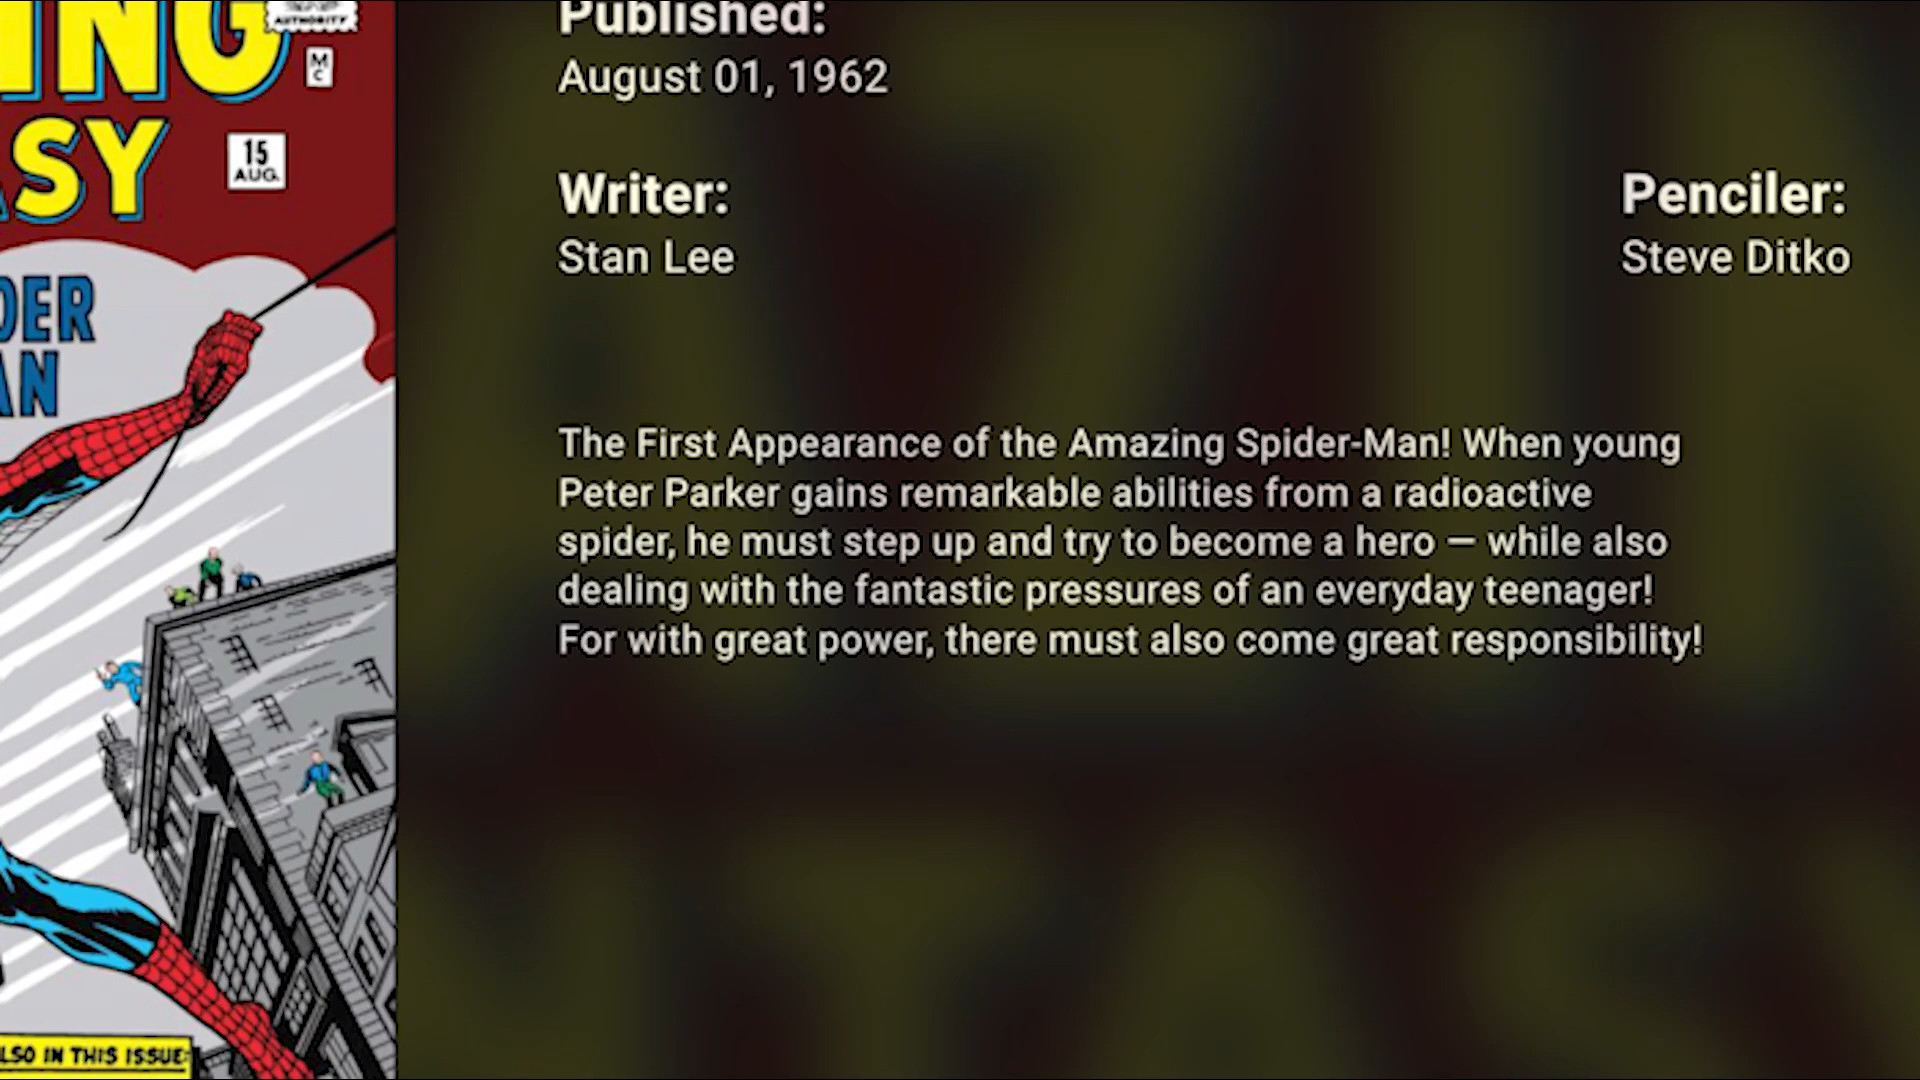 ING
AUTHORITY
M
C
SY
15
AUG.
DER
AN
LSO IN THIS ISSUE:
Published:
August 01, 1962
Writer:
Stan Lee
Penciler:
Steve Ditko
The First Appearance of the Amazing Spider-Man! When young
Peter Parker gains remarkable abilities from a radioactive
spider, he must step up and try to become a hero — while also
dealing with the fantastic pressures of an everyday teenager!
For with great power, there must also come great responsibility!